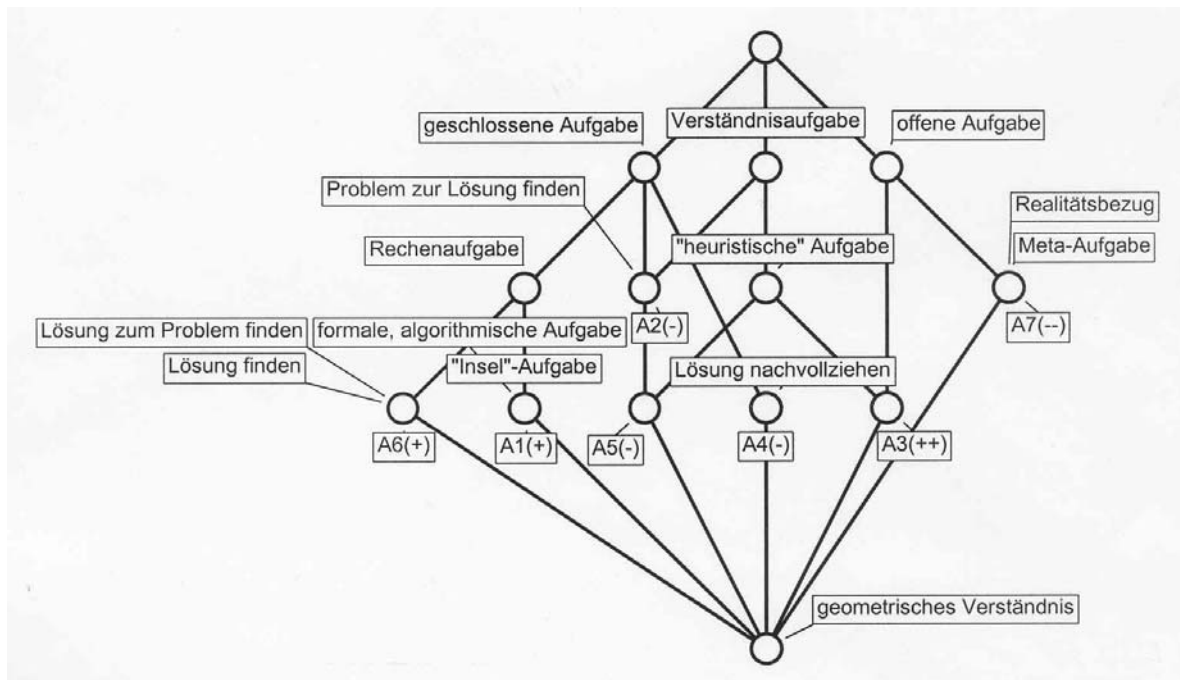 geschlossene Aufgabe
Verständnisaufgabe
offene Aufgabe
Problem zur Lösung finden
Realitätsbezug
Rechenaufgabe
"heuristische" Aufgabe
Meta-Aufgabe
Lösung zum Problem finden
formale, algorithmische Aufgabe
A2(-)
A7(--)
Lösung finden
"Insel"-Aufgabe
Lösung nachvollziehen
A6(+)
A1(+)
A5(-)
A4(-)
A3(++)
geometrisches Verständnis